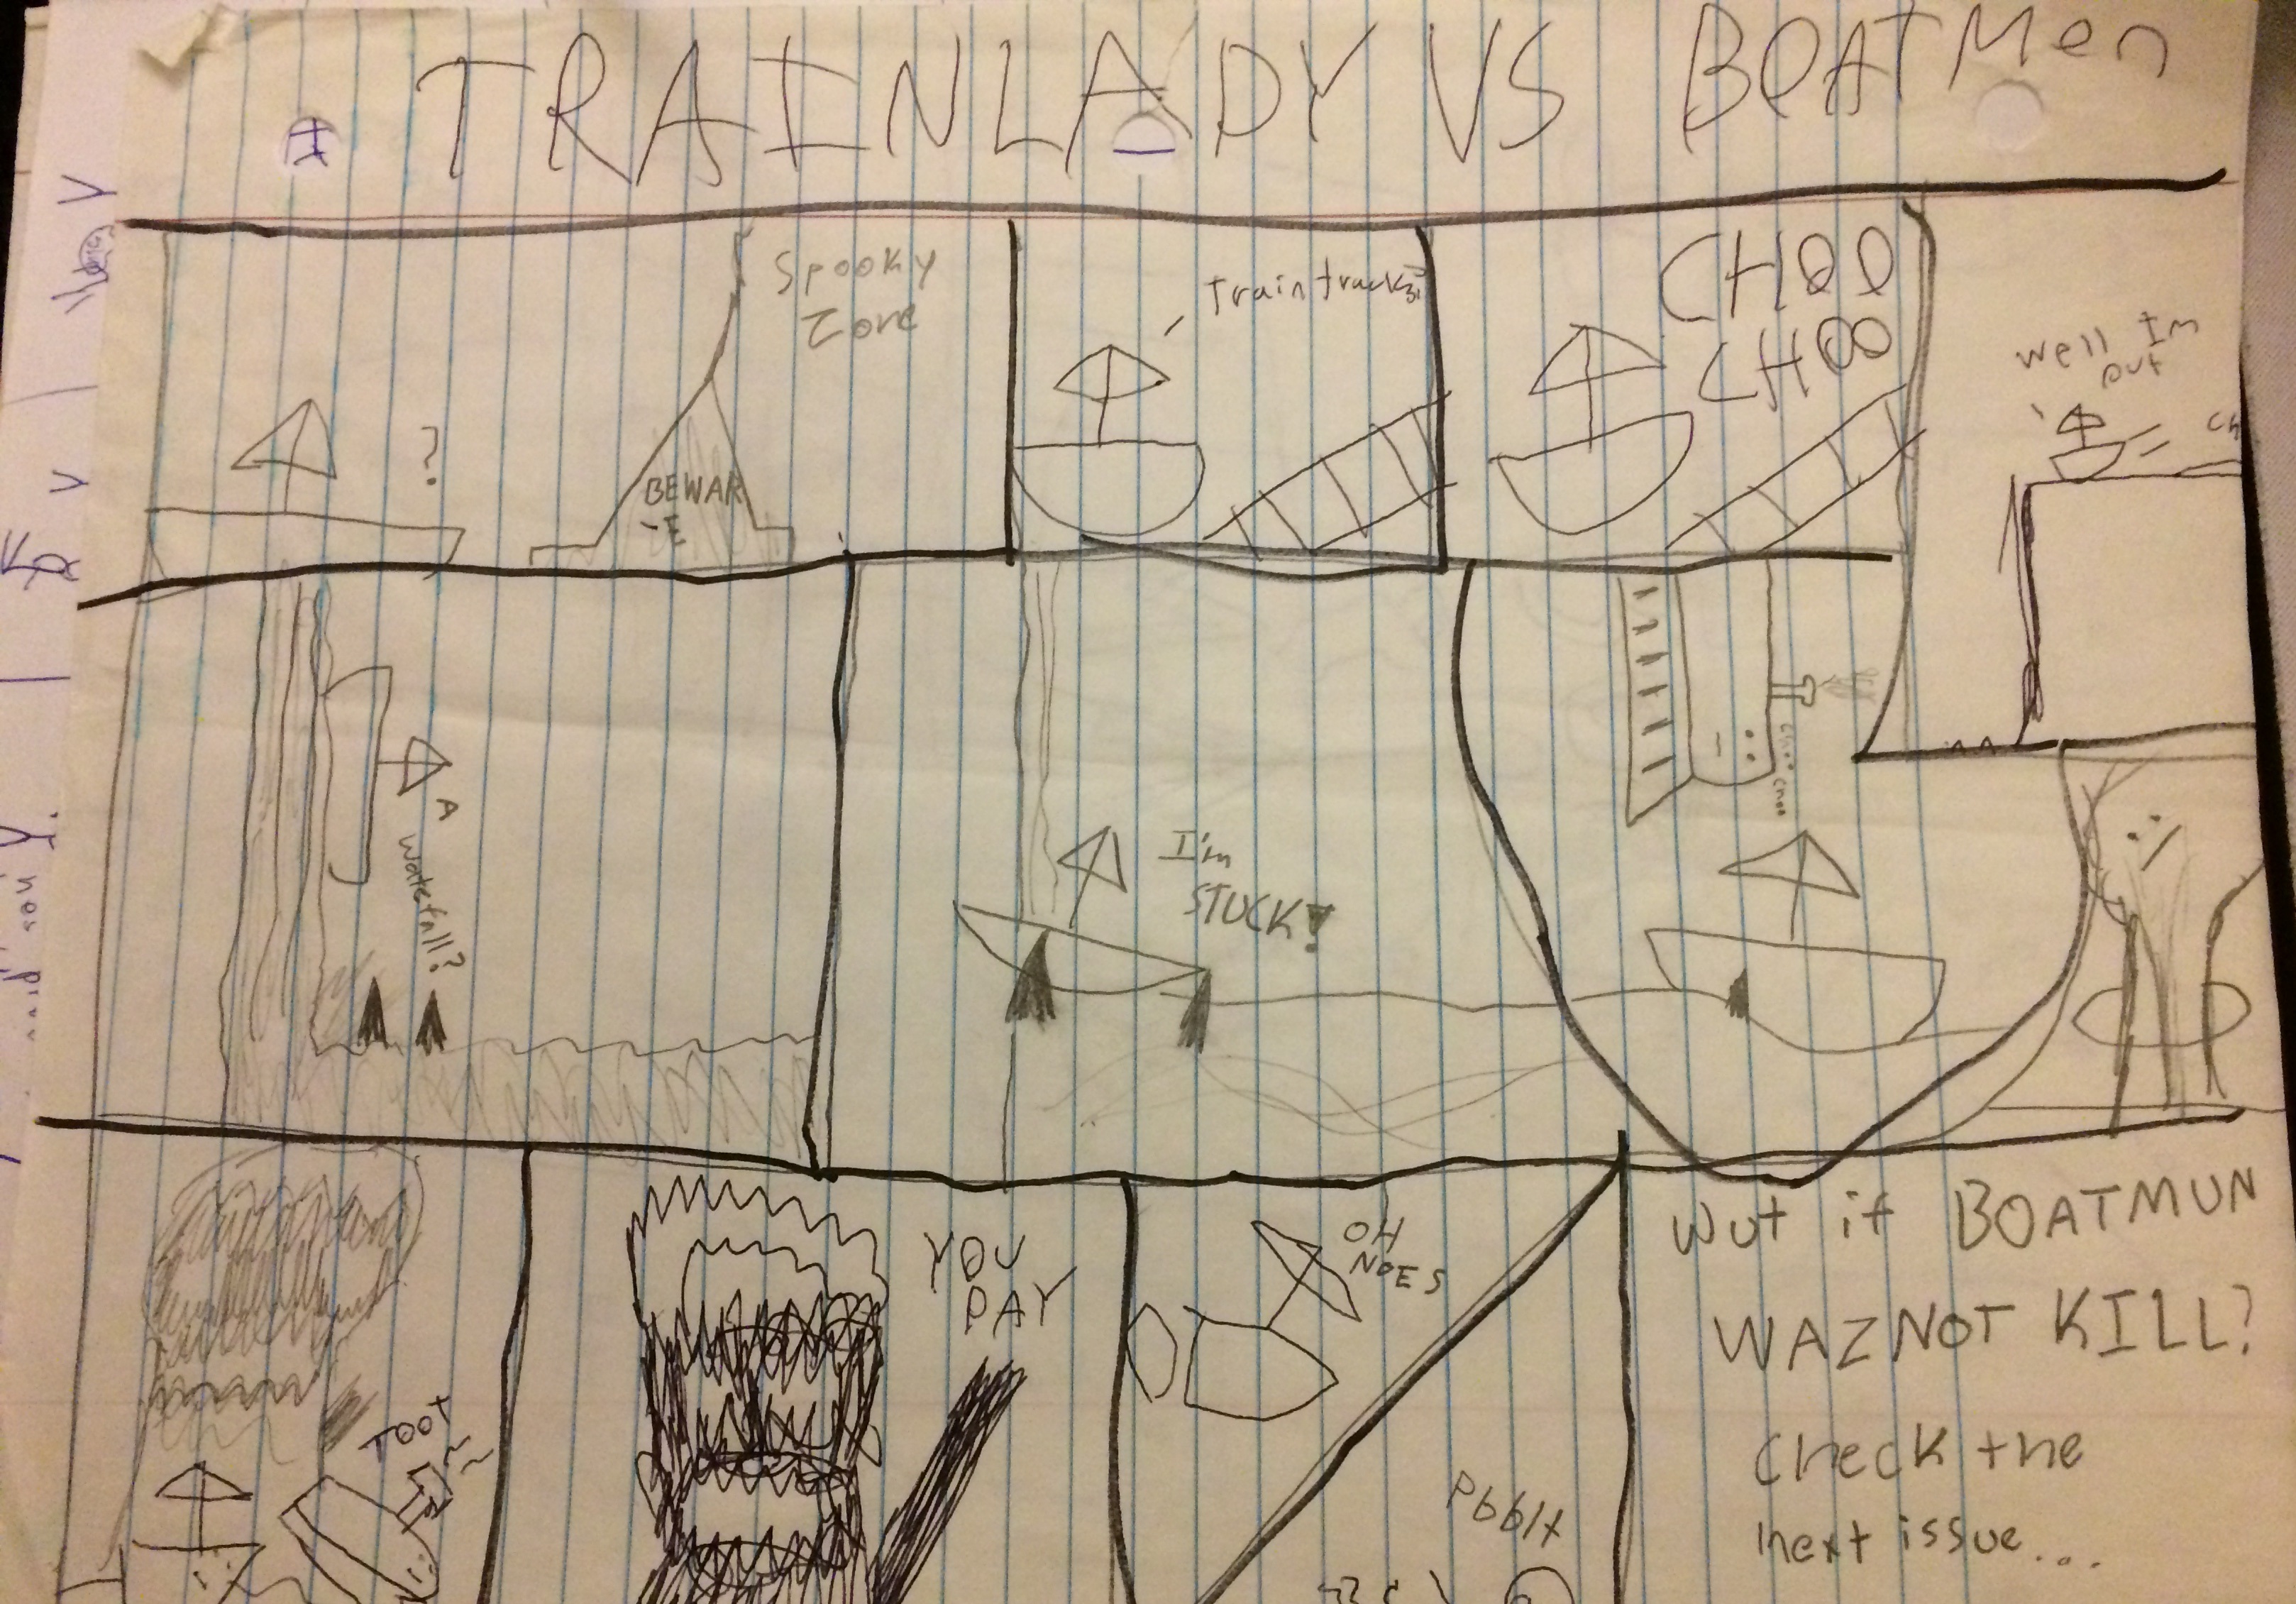 TRAINLADY VS BOATMen
Spooky
Zone
?
BEWAR
-E
Train tracks
CHOO
CHOO
Well Im
out
A
Waterfall?
I'm
STUCK!
choo choo
TOOT
YOU
PAY
OH
NOES
Pbblt
Wut if BOATMUN
WAZ NOT KILL?
Check the
next issue...